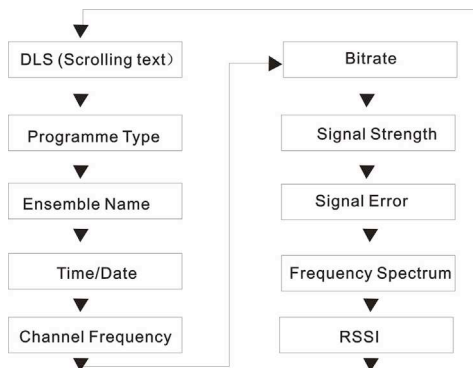 DLS (Scrolling text）
Programme Type
Ensemble Name
Time/Date
Channel Frequency
Bitrate
Signal Strength
Signal Error
Frequency Spectrum
RSSI